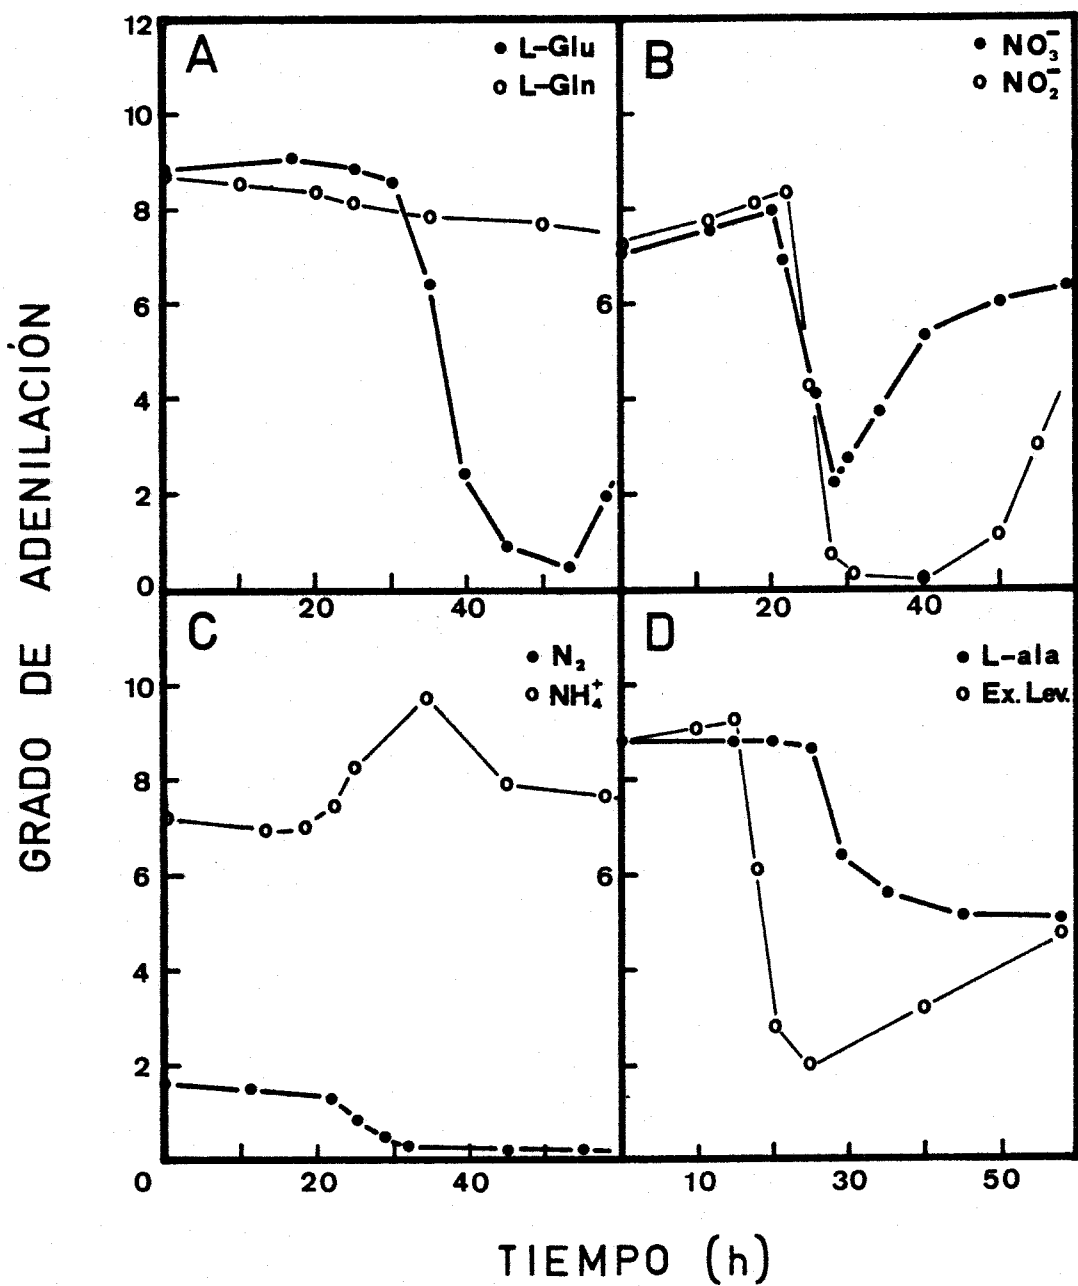 GRADO DE ADENILACIÓN
12
10
8
6
4
2
0
A
L-Glu
L-Gln
20
40
B
NO₃⁻
NO₂⁻
6
20
40
C
N₂
NH₄⁺
10
8
6
4
2
0
20
40
D
L-ala
Ex. Lev.
6
10
30
50
TIEMPO (h)